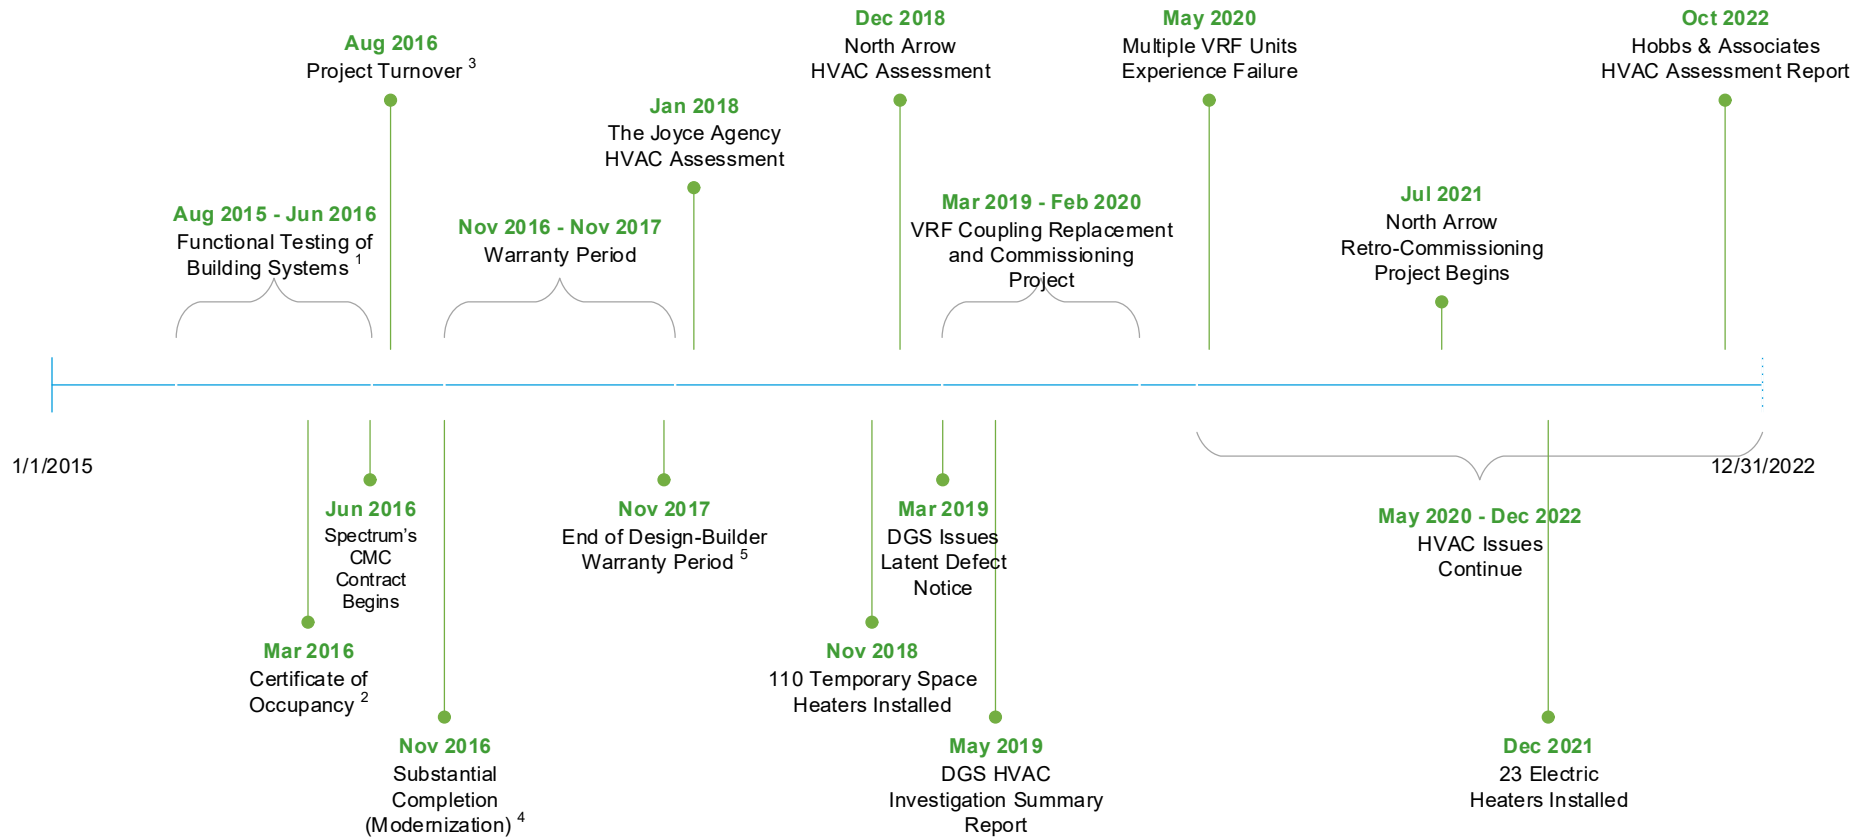 Dec 2018
North Arrow
HVAC Assessment
May 2020
Multiple VRF Units
Experience Failure
Oct 2022
Hobbs & Associates
HVAC Assessment Report
Aug 2016
Project Turnover 3
Jan 2018
The Joyce Agency
HVAC Assessment
Aug 2015 - Jun 2016
Functional Testing of
Building Systems 1
Nov 2016 - Nov 2017
Warranty Period
Mar 2019 - Feb 2020
VRF Coupling Replacement
and Commissioning
Project
Jul 2021
North Arrow
Retro-Commissioning
Project Begins
1/1/2015
12/31/2022
Jun 2016
Spectrum's
CMC
Contract
Begins
Nov 2017
End of Design-Builder
Warranty Period 5
Mar 2019
DGS Issues
Latent Defect
Notice
May 2020 - Dec 2022
HVAC Issues
Continue
Mar 2016
Certificate of
Occupancy 2
Nov 2018
110 Temporary Space
Heaters Installed
Nov 2016
Substantial
Completion
(Modernization) 4
May 2019
DGS HVAC
Investigation Summary
Report
Dec 2021
23 Electric
Heaters Installed